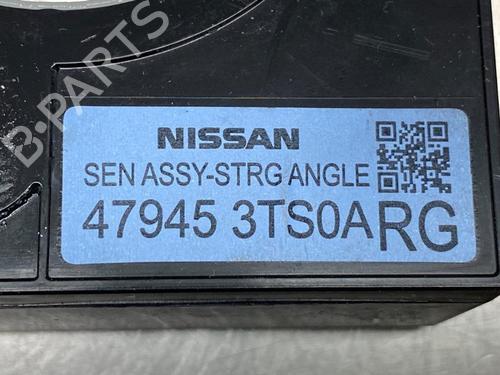 B-PARTS
NISSAN
SEN ASSY-STRG ANGLE
47945 3TS0ARG